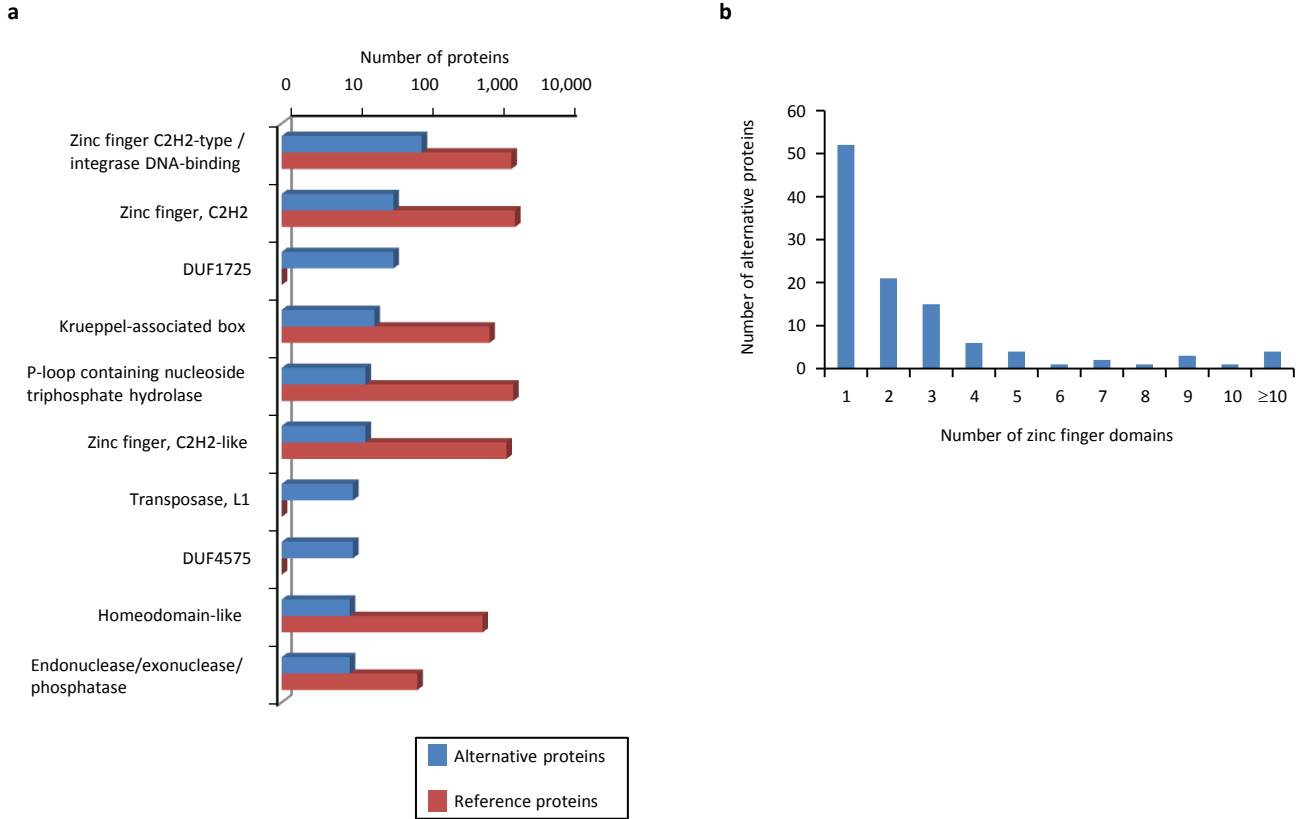 a
Number of proteins
0 10 100 1,000 10,000
Zinc finger C2H2-type /
integrase DNA-binding
Zinc finger, C2H2
DUF1725
Krueppel-associated box
P-loop containing nucleoside
triphosphate hydrolase
Zinc finger, C2H2-like
Transposase, L1
DUF4575
Homeodomain-like
Endonuclease/exonuclease/
phosphatase
Alternative proteins
Reference proteins
b
Number of alternative proteins
60
50
40
30
20
10
0
1 2 3 4 5 6 7 8 9 10 ≥10
Number of zinc finger domains